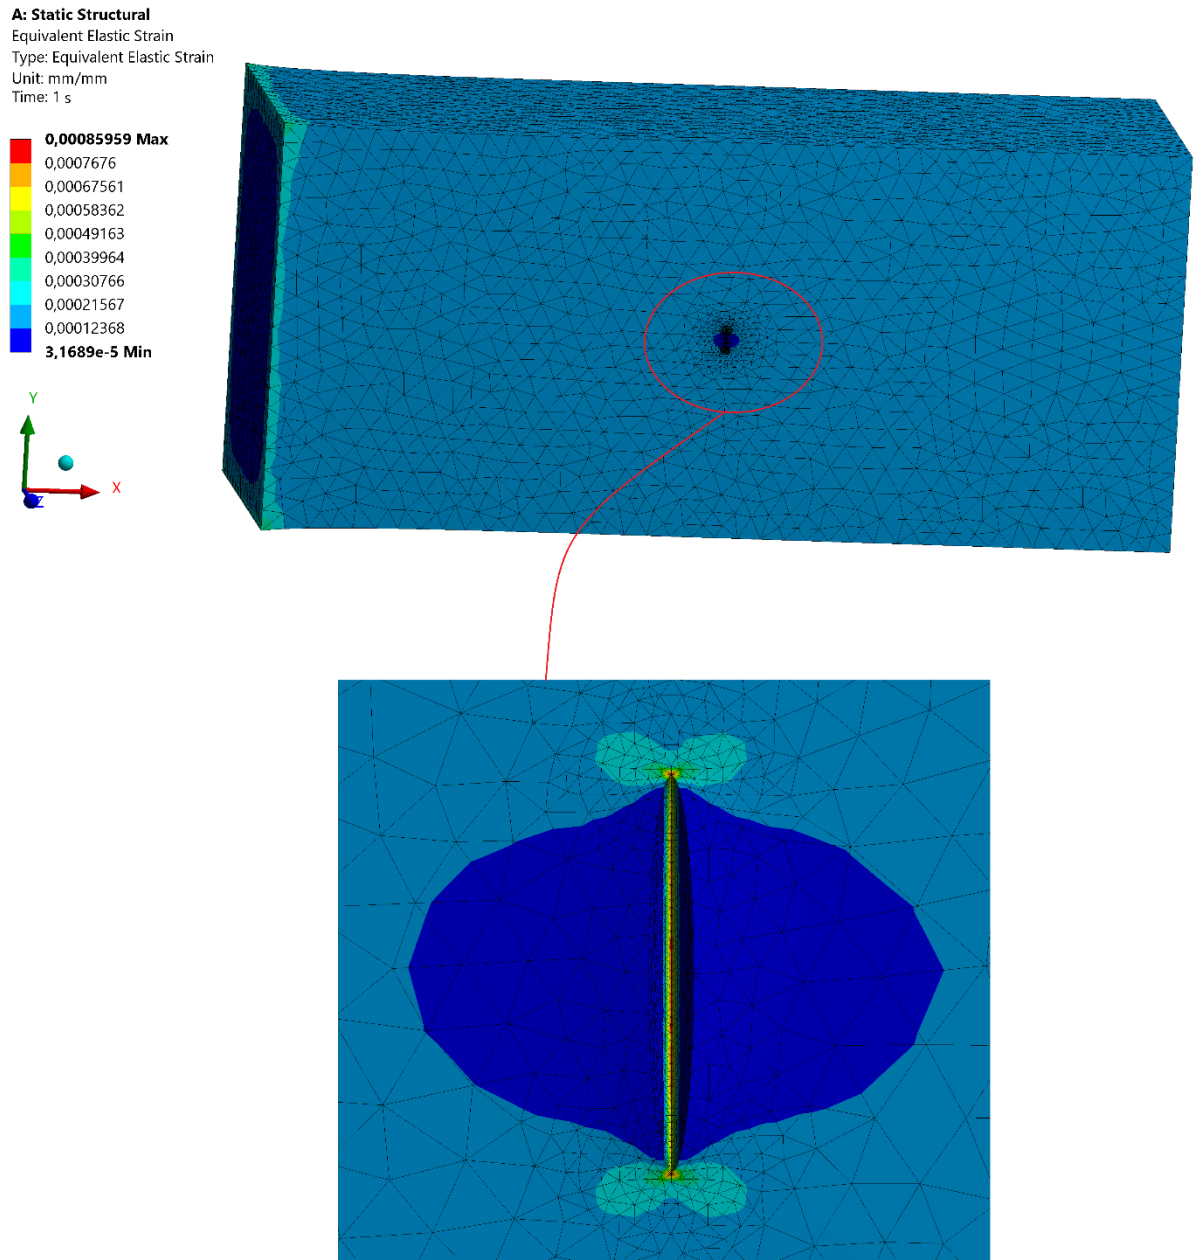 A: Static Structural
Equivalent Elastic Strain
Type: Equivalent Elastic Strain
Unit: mm/mm
Time: 1 s
0,00085959 Max
0,0007676
0,00067561
0,00058362
0,00049163
0,00039964
0,00030766
0,00021567
0,00012368
3,1689e-5 Min
Y
X
Z